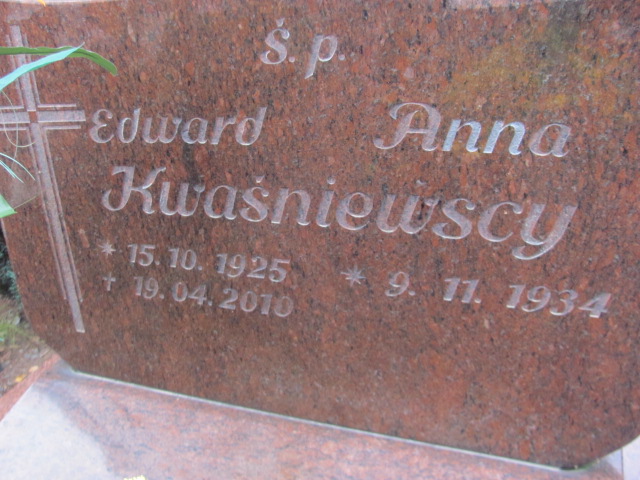 Ś. p.
Edward Anna
Kwaśniewscy
* 15. 10. 1925 * 9. 11. 1934
† 19. 04. 2010